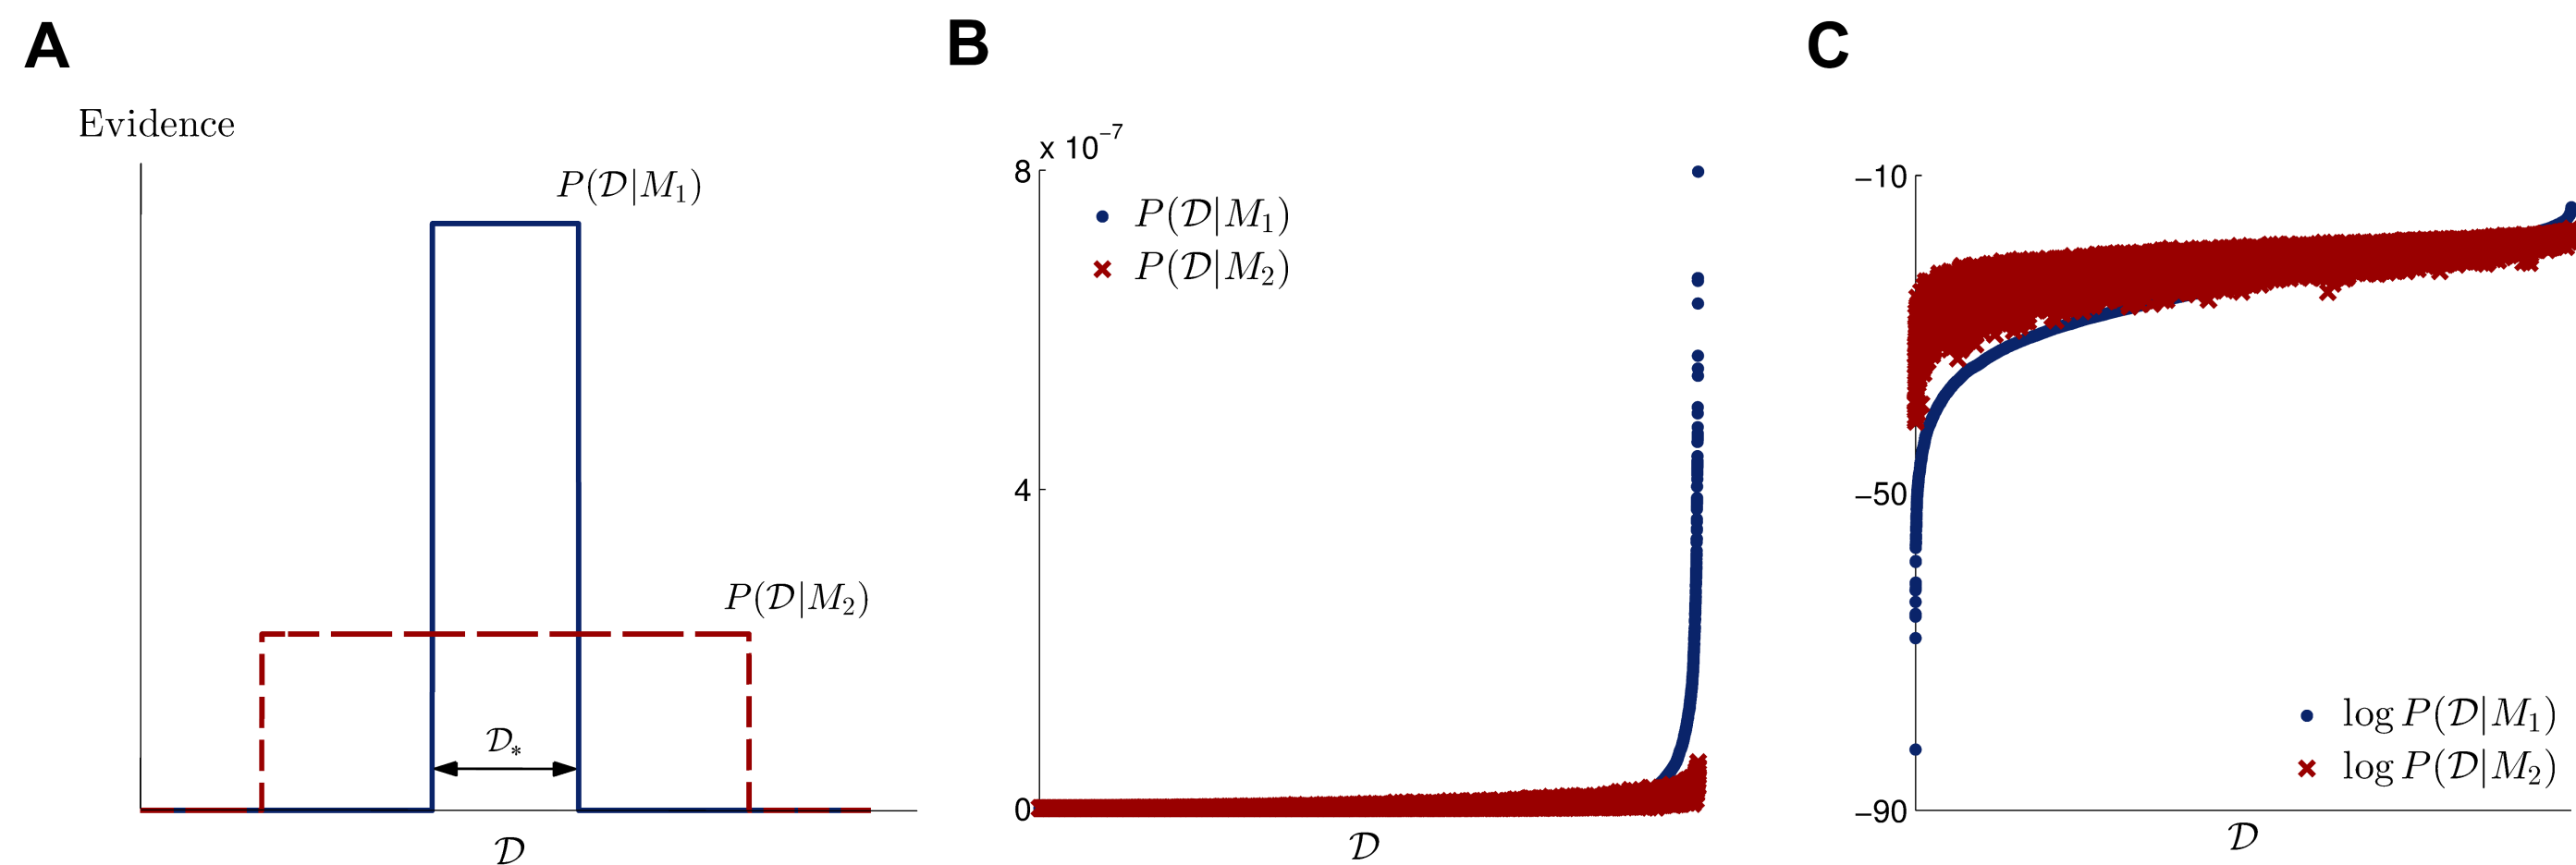 A
Evidence
P(𝒟|M₁)
P(𝒟|M₂)
𝒟*
𝒟
B
x 10⁻⁷
8
P(𝒟|M₁)
P(𝒟|M₂)
4
0
𝒟
C
−10
−50
log P(𝒟|M₁)
log P(𝒟|M₂)
−90
𝒟